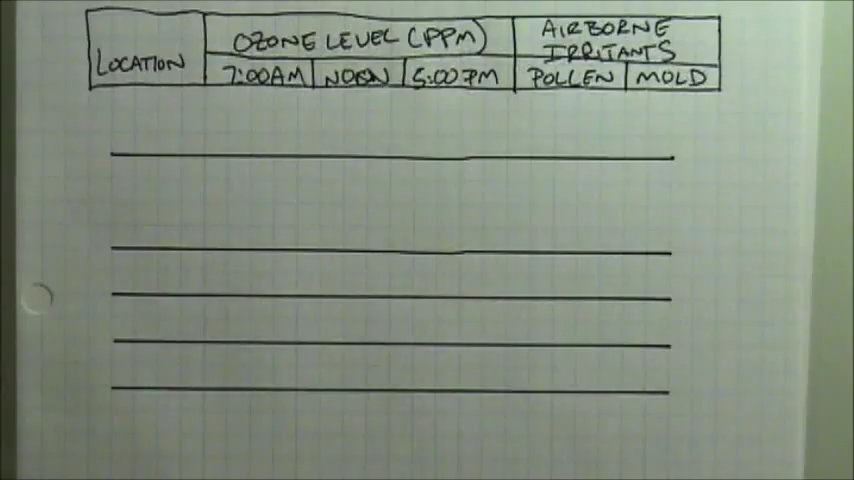 LOCATION
OZONE LEVEL (PPM)
7:00AM NOON 5:00PM
AIRBORNE
IRRITANTS
POLLEN MOLD